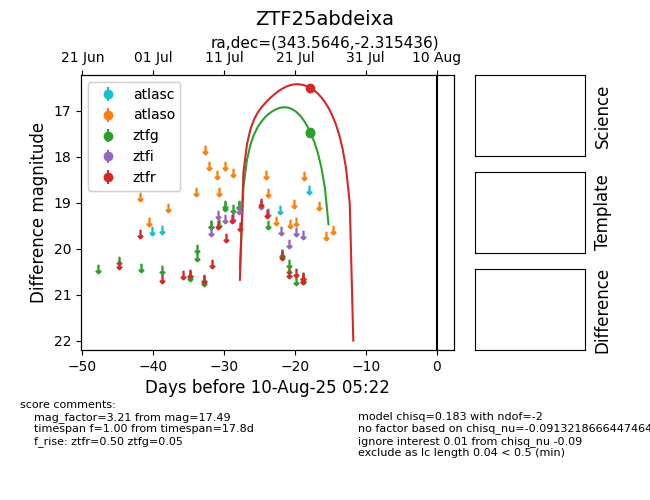 ZTF25abdeixa
ra,dec=(343.5646,-2.315436)
21 Jun 01 Jul 11 Jul 21 Jul 31 Jul 10 Aug
atlasc
atlaso
ztfg
ztfi
ztfr
17
18
19
20
21
22
Difference magnitude
−50 −40 −30 −20 −10 0
Days before 10-Aug-25 05:22
Science
Template
Difference
score comments:
mag_factor=3.21 from mag=17.49
timespan f=1.00 from timespan=17.8d
f_rise: ztfr=0.50 ztfg=0.05
model chisq=0.183 with ndof=-2
no factor based on chisq_nu=-0.0913218666447464
ignore interest 0.01 from chisq_nu -0.09
exclude as lc length 0.04 < 0.5 (min)